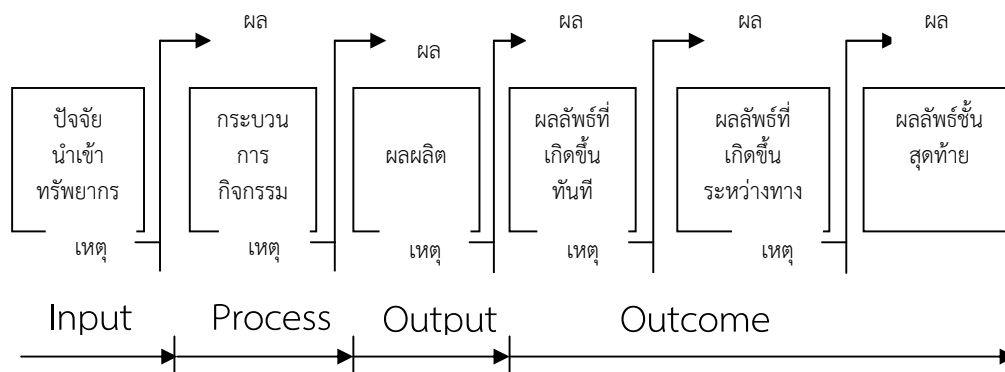 ผล
ผล
ผล
ผล
ผล
ปัจจัย
นำเข้า
ทรัพยากร
กระบวน
การ
กิจกรรม
ผลผลิต
ผลลัพธ์ที่
เกิดขึ้น
ทันที
ผลลัพธ์ที่
เกิดขึ้น
ระหว่างทาง
ผลลัพธ์ชั้น
สุดท้าย
เหตุ
เหตุ
เหตุ
เหตุ
เหตุ
Input
Process
Output
Outcome